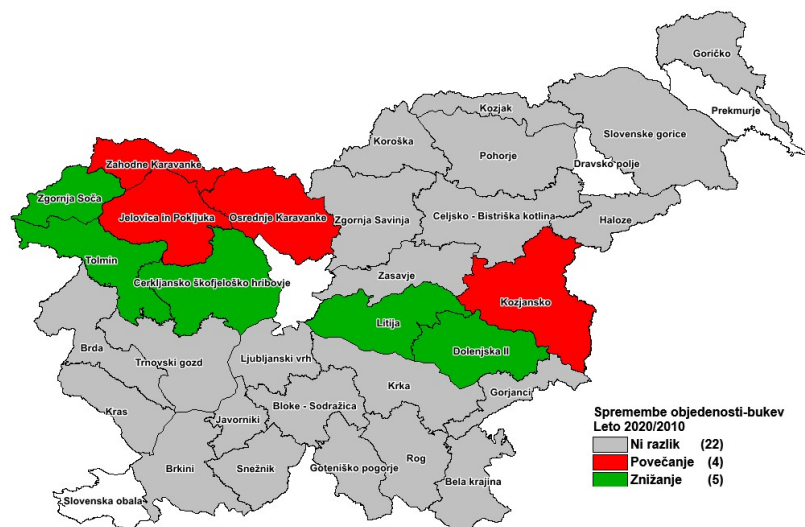 Goričko
Kozjak
Prekmurje
Koroška
Slovenske gorice
Pohorje
Dravsko polje
Zahodne Karavanke
Zgornja Soča
Jelovica in Pokljuka
Osrednje Karavanke
Zgornja Savinja
Celjsko - Bistriška kotlina
Haloze
Tolmin
Cerkljansko škofjeloško hribovje
Zasavje
Kozjansko
Litija
Dolenjska II
Brda
Trnovski gozd
Ljubljanski vrh
Krka
Gorjanci
Kras
Javorniki
Bloke - Sodražica
Brkini
Snežnik
Goteniško pogorje
Rog
Bela krajina
Slovenska obala
Spremembe objedenosti-bukev
Leto 2020/2010
Ni razlik (22)
Povečanje (4)
Znižanje (5)